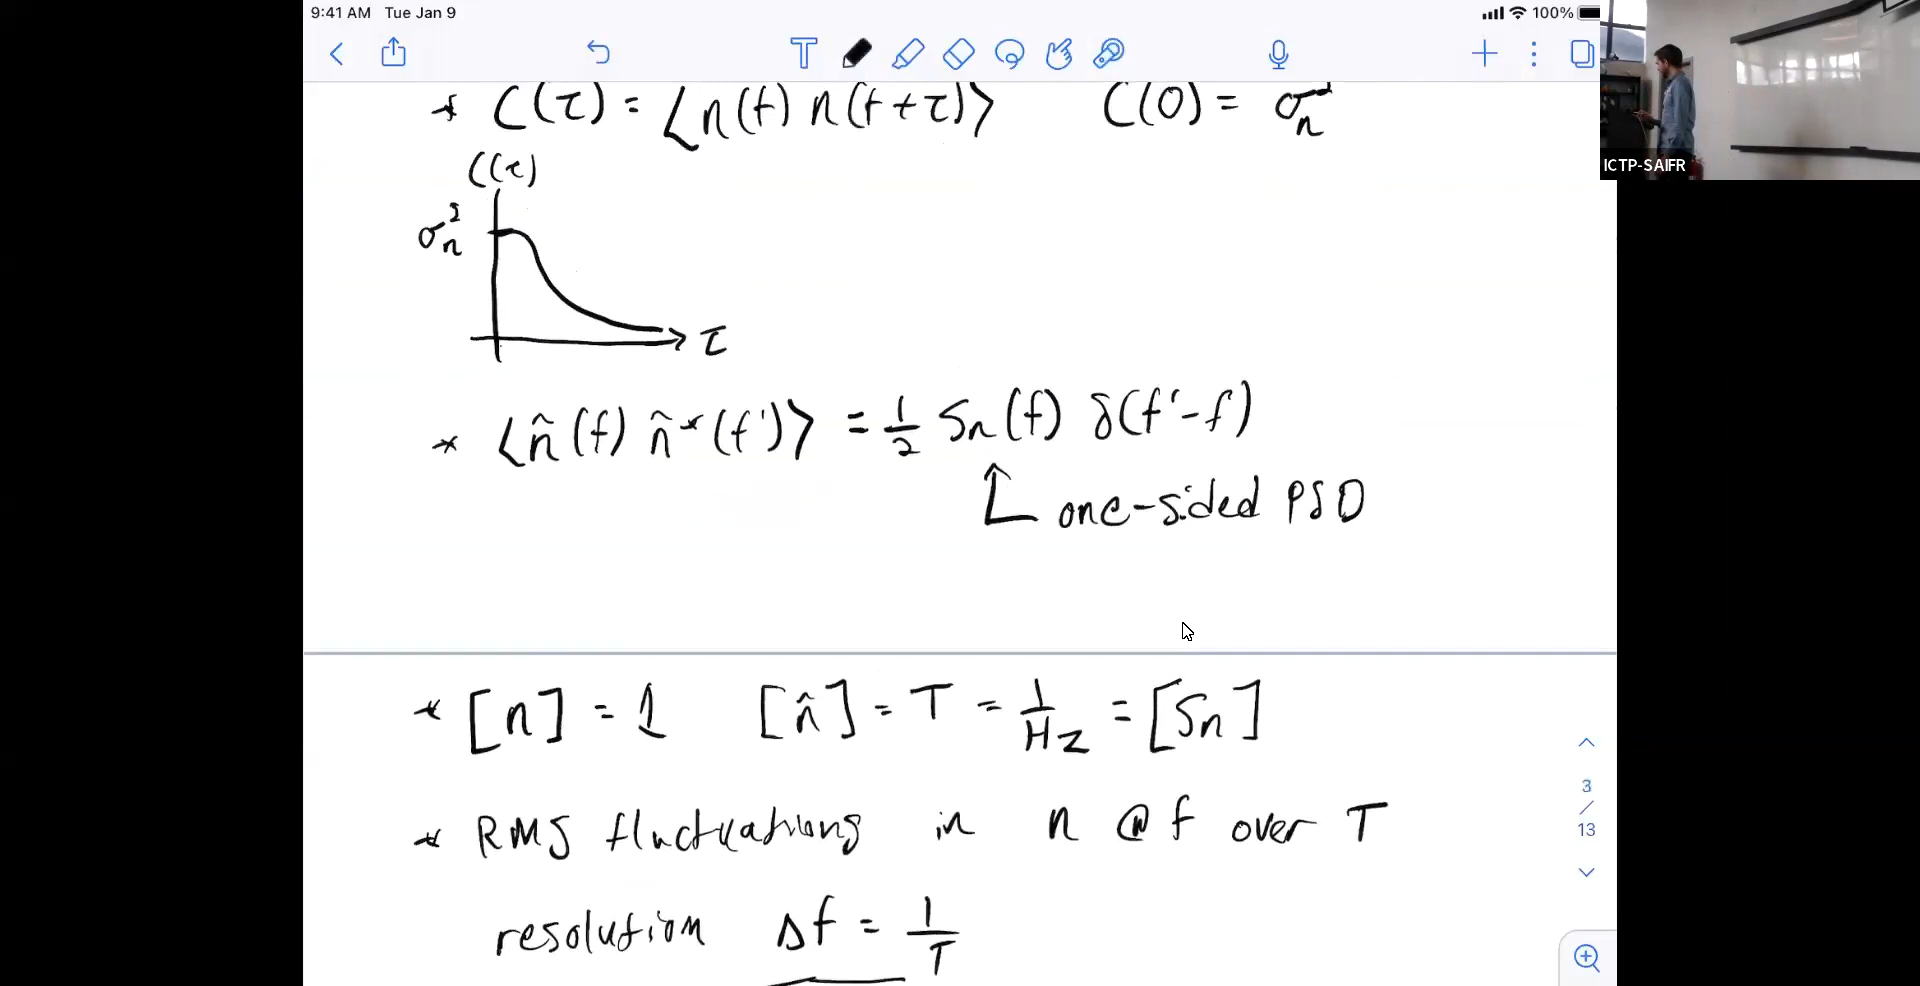 9:41 AM Tue Jan 9
100%
ICTP-SAIFR
* C(τ) = ⟨n(t) n(t+τ)⟩ C(0) = σn²
C(τ)
σn²
τ
* ⟨ñ(f) ñ*(f')⟩ = 1/2 Sn(f) δ(f'-f)
one-sided PSD
* [n] = 1 [ñ] = T = 1/Hz = [Sn]
* RMS fluctuations in n @ f over T
resolution Δf = 1/T
3
/
13